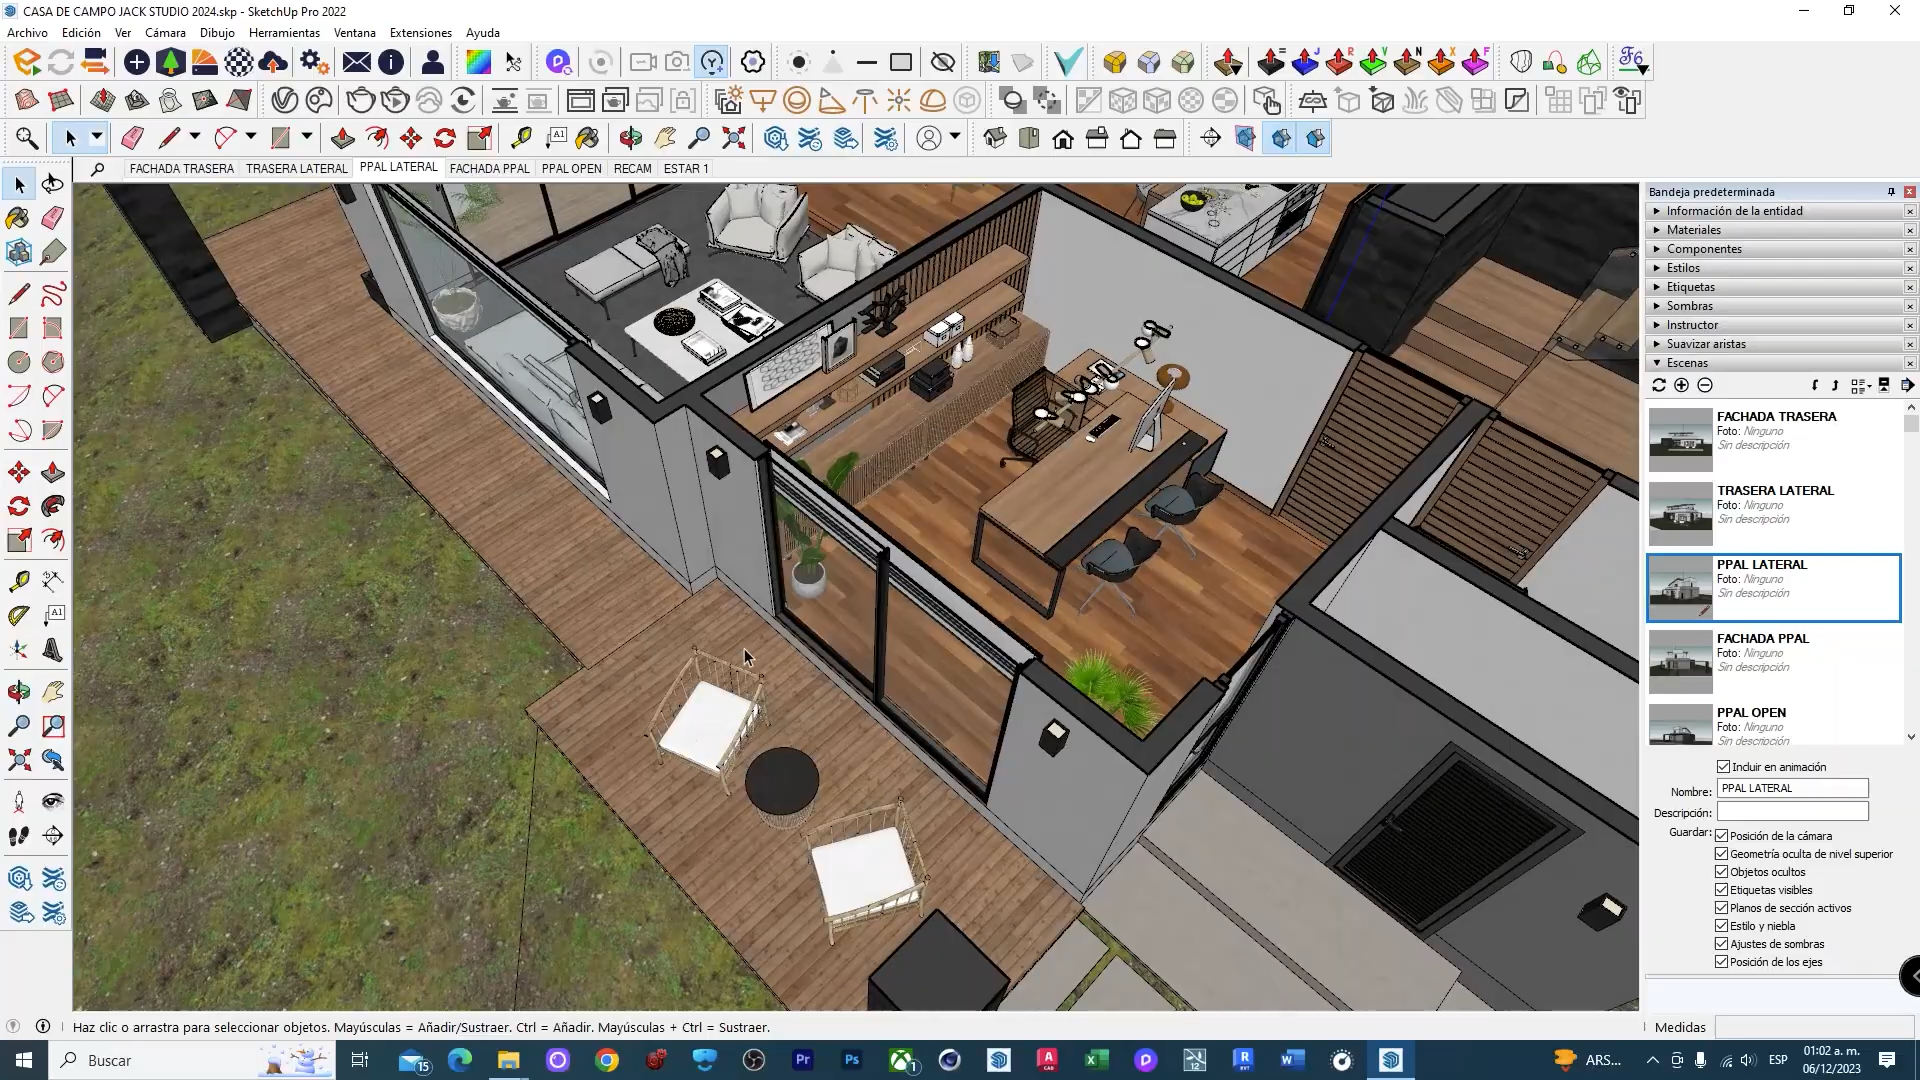 CASA DE CAMPO JACK STUDIO 2024.skp - SketchUp Pro 2022
Archivo Edición Ver Cámara Dibujo Herramientas Ventana Extensiones Ayuda
FACHADA TRASERA TRASERA LATERAL PPAL LATERAL FACHADA PPAL PPAL OPEN RECAM ESTAR 1
Bandeja predeterminada
Información de la entidad
Materiales
Componentes
Estilos
Etiquetas
Sombras
Instructor
Suavizar aristas
Escenas
FACHADA TRASERA
Foto: Ninguno
Sin descripción
TRASERA LATERAL
Foto: Ninguno
Sin descripción
PPAL LATERAL
Foto: Ninguno
Sin descripción
FACHADA PPAL
Foto: Ninguno
Sin descripción
PPAL OPEN
Foto: Ninguno
Sin descripción
Incluir en animación
Nombre: PPAL LATERAL
Descripción:
Guardar: Posición de la cámara
Geometría oculta de nivel superior
Objetos ocultos
Etiquetas visibles
Planos de sección activos
Estilo y niebla
Ajustes de sombras
Posición de los ejes
Haz clic o arrastra para seleccionar objetos. Mayúsculas = Añadir/Sustraer. Ctrl = Añadir. Mayúsculas + Ctrl = Sustraer.
Medidas
Buscar
15
Pr
Ps
1
12
ARS...
ESP
01:02 a. m.
06/12/2023